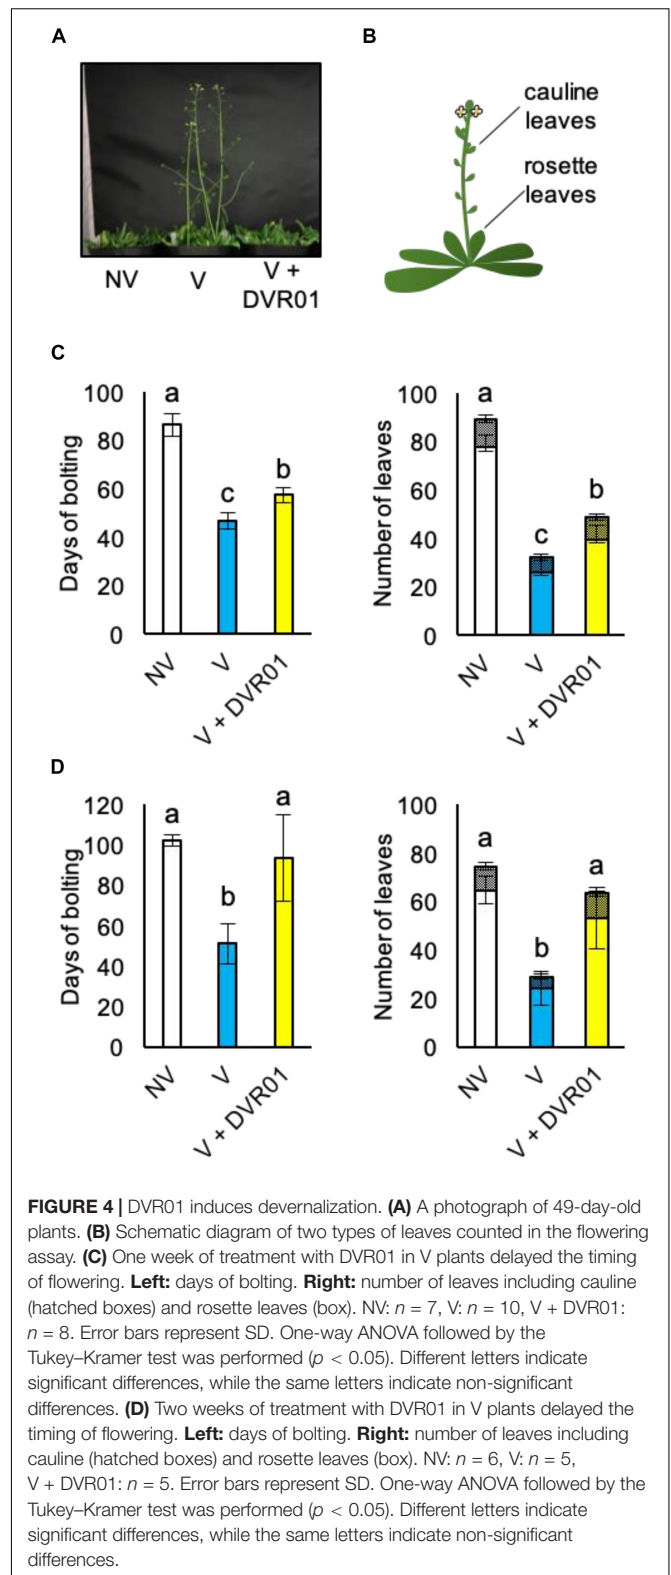 A
B
cauline
leaves
rosette
leaves
NV
V
V +
DVR01
C
Days of bolting
100
80
60
40
20
0
a
c
b
NV
V
V + DVR01
Number of leaves
100
80
60
40
20
0
a
c
b
NV
V
V + DVR01
D
Days of bolting
120
100
80
60
40
20
0
a
b
a
NV
V
V + DVR01
Number of leaves
100
80
60
40
20
0
a
b
a
NV
V
V + DVR01
FIGURE 4 | DVR01 induces devernalization. (A) A photograph of 49-day-old
plants. (B) Schematic diagram of two types of leaves counted in the flowering
assay. (C) One week of treatment with DVR01 in V plants delayed the timing
of flowering. Left: days of bolting. Right: number of leaves including cauline
(hatched boxes) and rosette leaves (box). NV: n = 7, V: n = 10, V + DVR01:
n = 8. Error bars represent SD. One-way ANOVA followed by the
Tukey–Kramer test was performed (p < 0.05). Different letters indicate
significant differences, while the same letters indicate non-significant
differences. (D) Two weeks of treatment with DVR01 in V plants delayed the
timing of flowering. Left: days of bolting. Right: number of leaves including
cauline (hatched boxes) and rosette leaves (box). NV: n = 6, V: n = 5,
V + DVR01: n = 5. Error bars represent SD. One-way ANOVA followed by the
Tukey–Kramer test was performed (p < 0.05). Different letters indicate
significant differences, while the same letters indicate non-significant
differences.